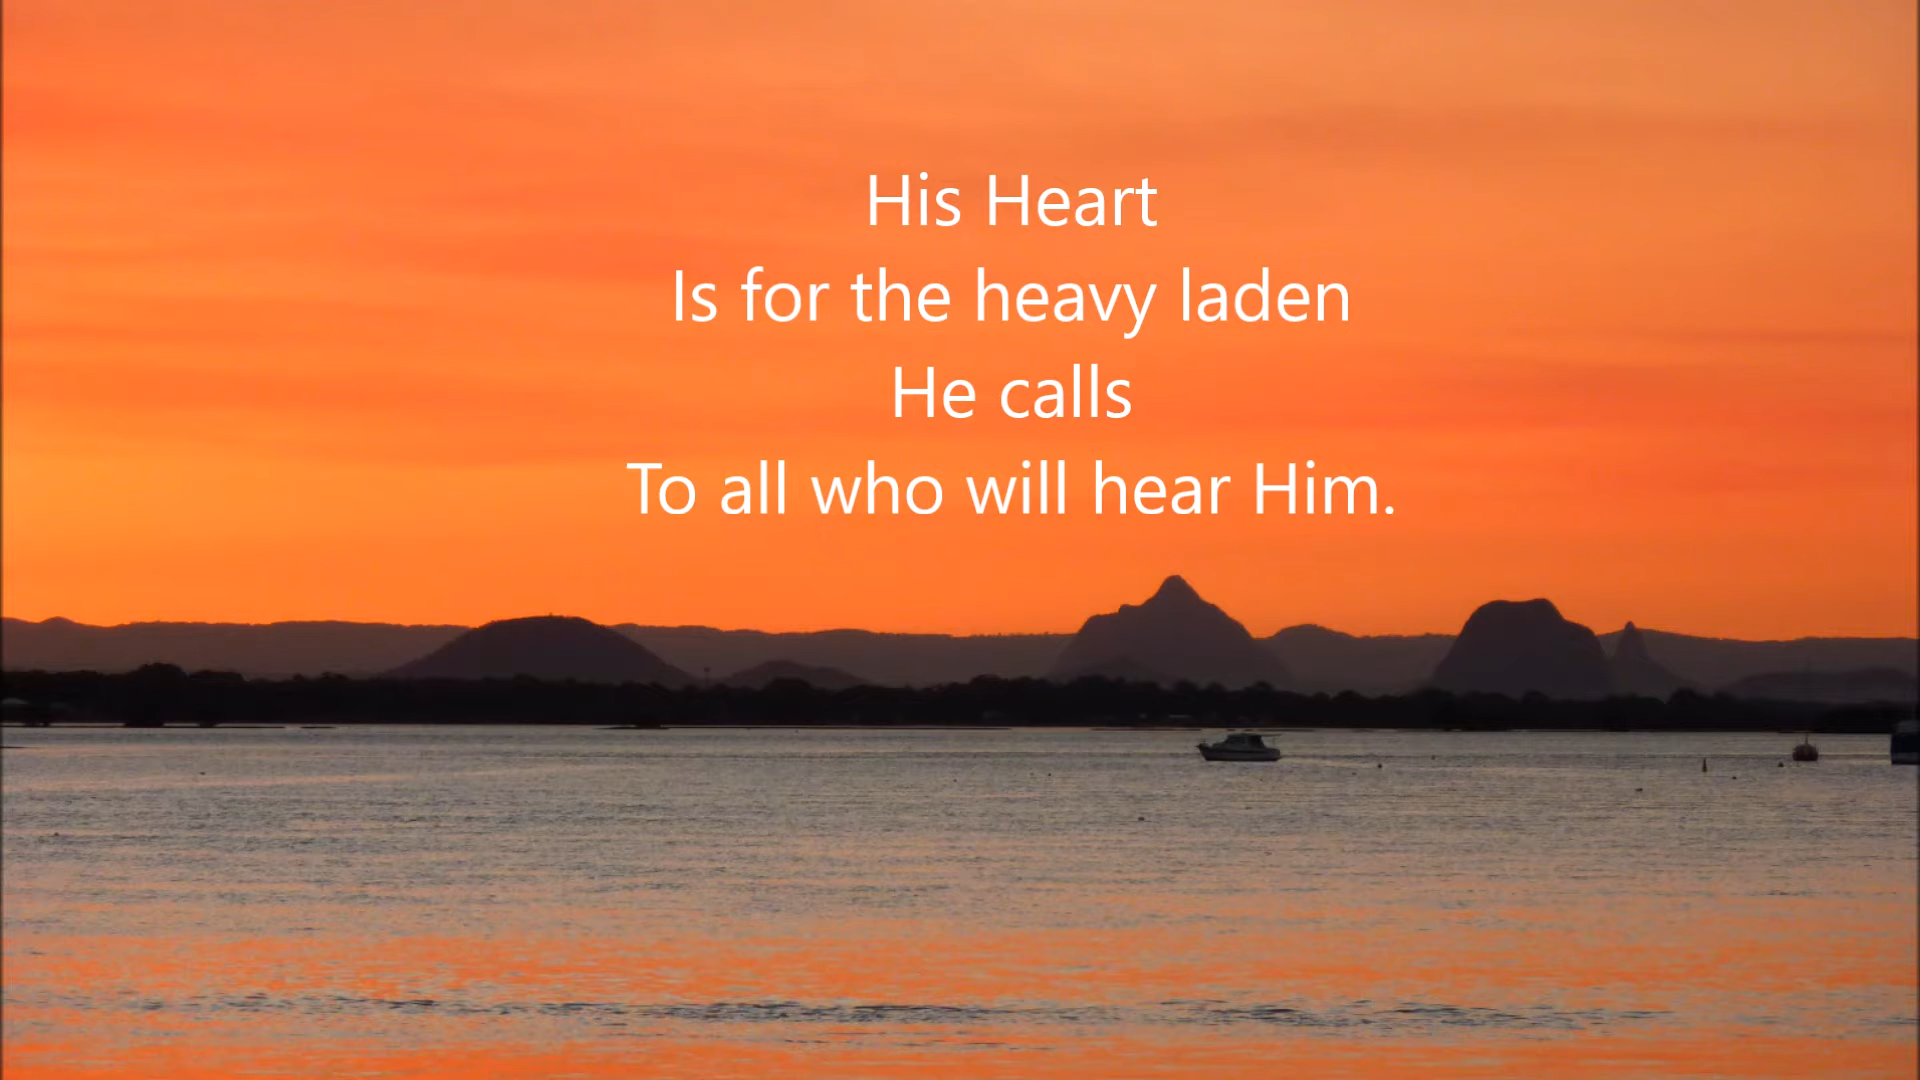 His Heart
Is for the heavy laden
He calls
To all who will hear Him.